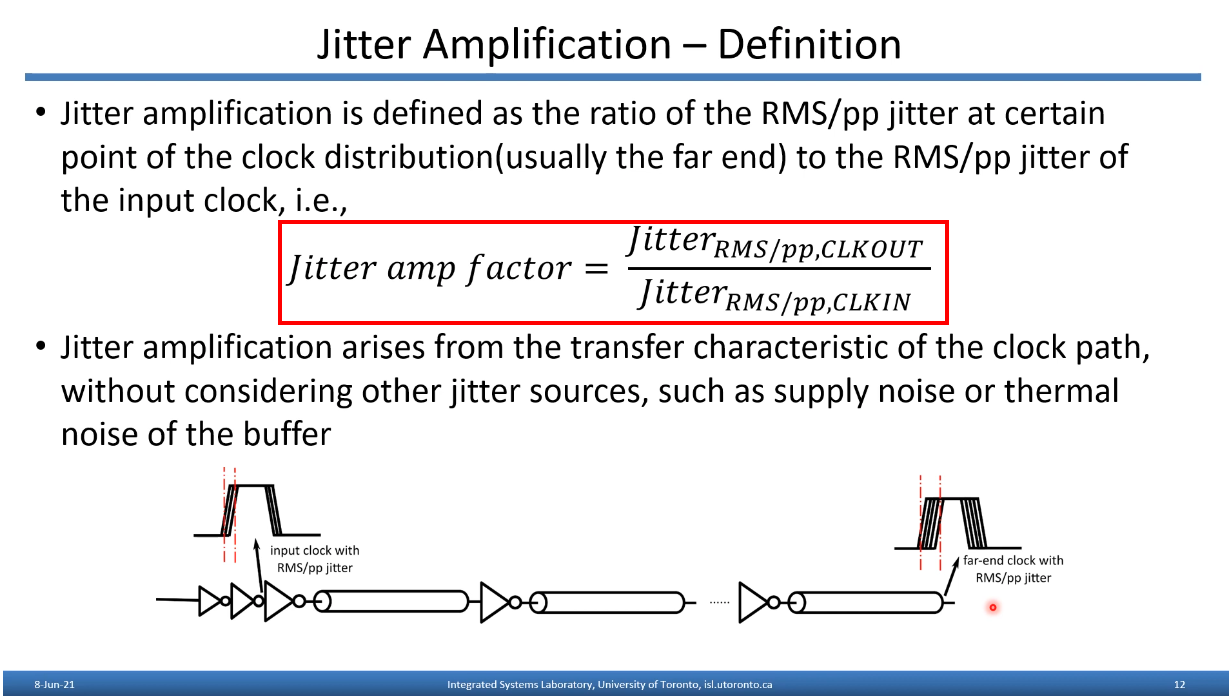 Jitter Amplification – Definition
• Jitter amplification is defined as the ratio of the RMS/pp jitter at certain
point of the clock distribution(usually the far end) to the RMS/pp jitter of
the input clock, i.e.,
Jitter amp factor = Jitter_{RMS/pp,CLKOUT} / Jitter_{RMS/pp,CLKIN}
• Jitter amplification arises from the transfer characteristic of the clock path,
without considering other jitter sources, such as supply noise or thermal
noise of the buffer
input clock with
RMS/pp jitter
far-end clock with
RMS/pp jitter
......
8-Jun-21
Integrated Systems Laboratory, University of Toronto, isl.utoronto.ca
12